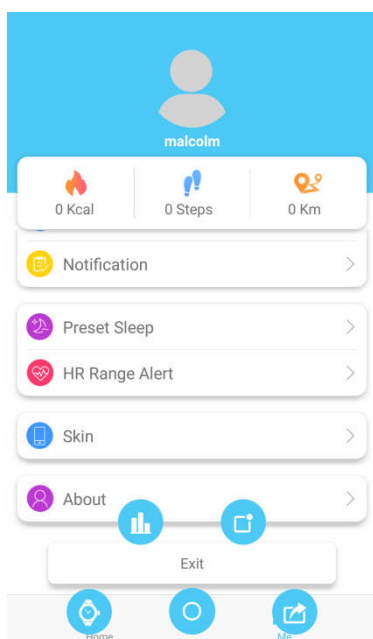 malcolm
0 Kcal 0 Steps 0 Km
Notification
Preset Sleep
HR Range Alert
Skin
About
Exit
Home Me